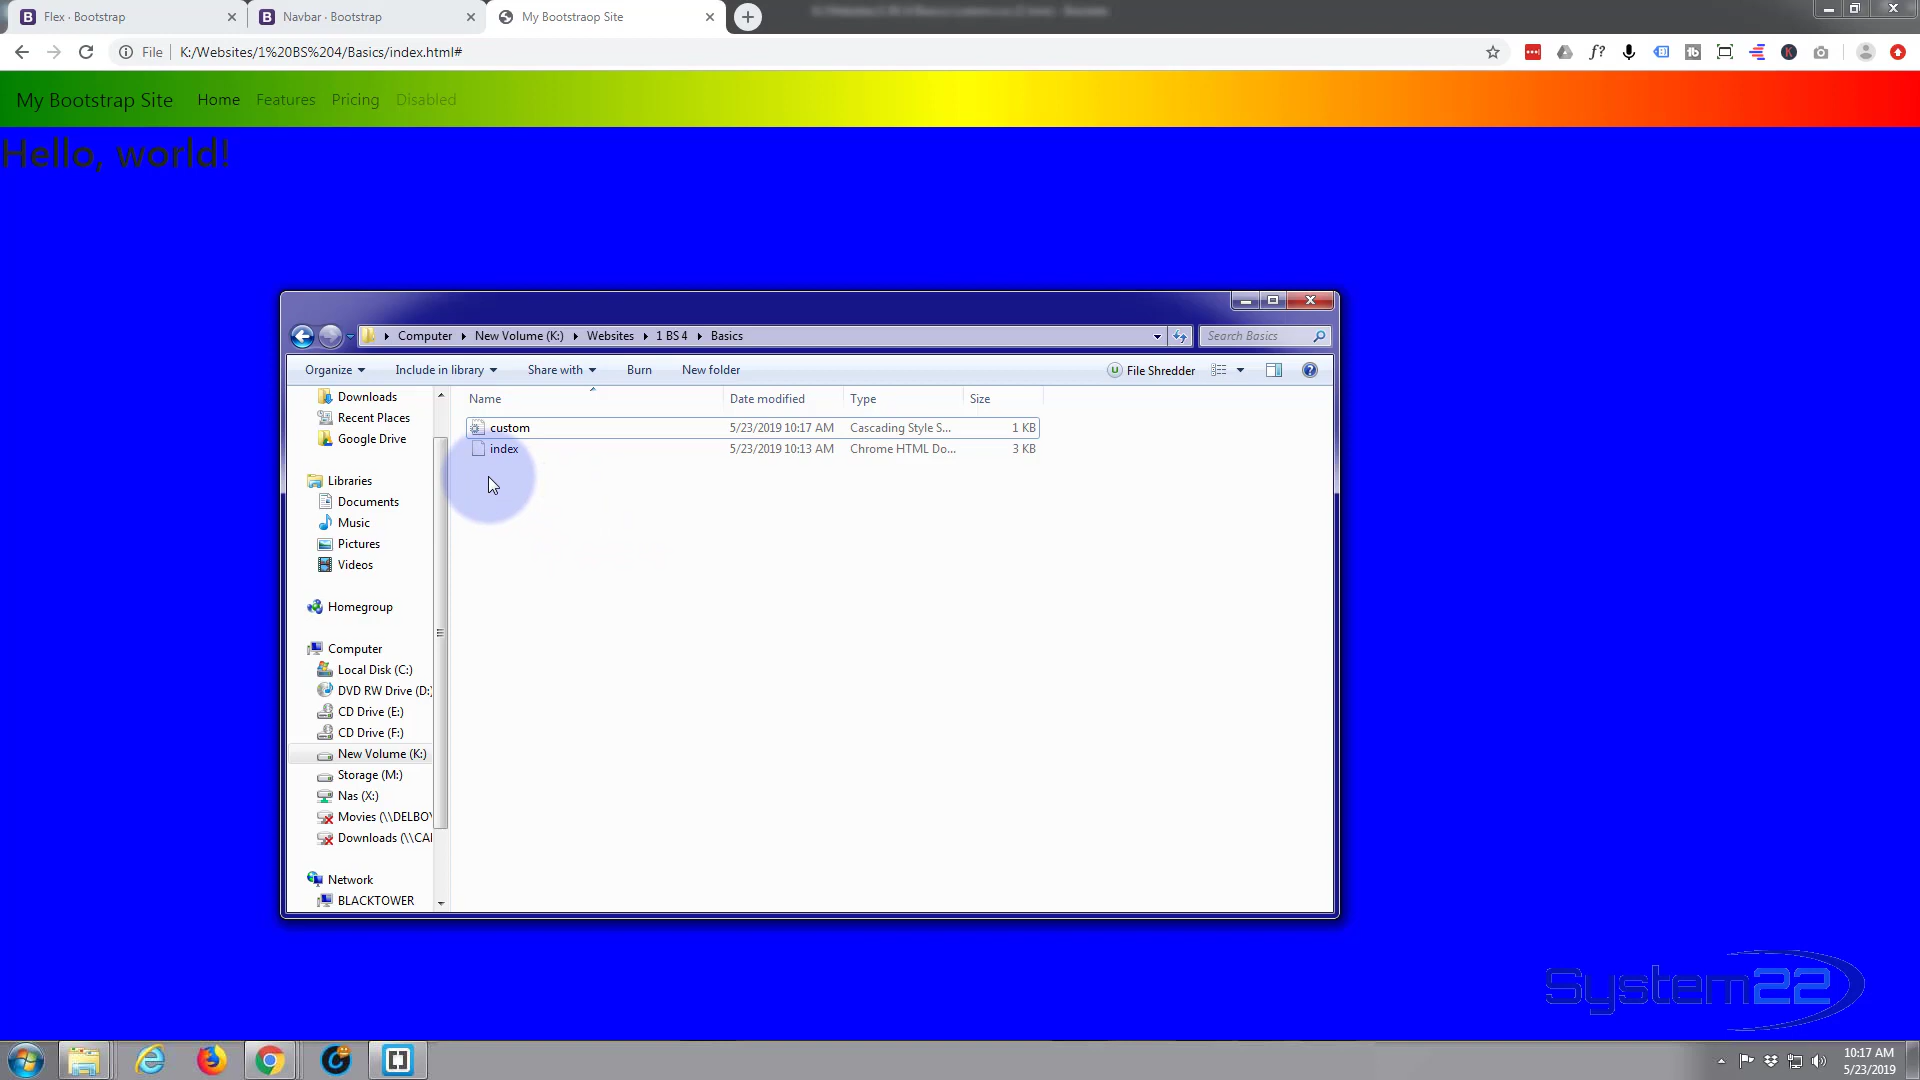 Flex · Bootstrap
Navbar · Bootstrap
My Bootstraop Site
File
K:/Websites/1%20BS%204/Basics/index.html#
My Bootstrap Site
Home
Features
Pricing
Disabled
Hello, world!
Computer
New Volume (K:)
Websites
1 BS 4
Basics
Search Basics
Organize
Include in library
Share with
Burn
New folder
File Shredder
Name
Date modified
Type
Size
custom
5/23/2019 10:17 AM
Cascading Style S...
1 KB
index
5/23/2019 10:13 AM
Chrome HTML Do...
3 KB
Downloads
Recent Places
Google Drive
Libraries
Documents
Music
Pictures
Videos
Homegroup
Computer
Local Disk (C:)
DVD RW Drive (D:)
CD Drive (E:)
CD Drive (F:)
New Volume (K:)
Storage (M:)
Nas (X:)
Movies (\\DELBOY
Downloads (\\CAI
Network
BLACKTOWER
System22
10:17 AM
5/23/2019